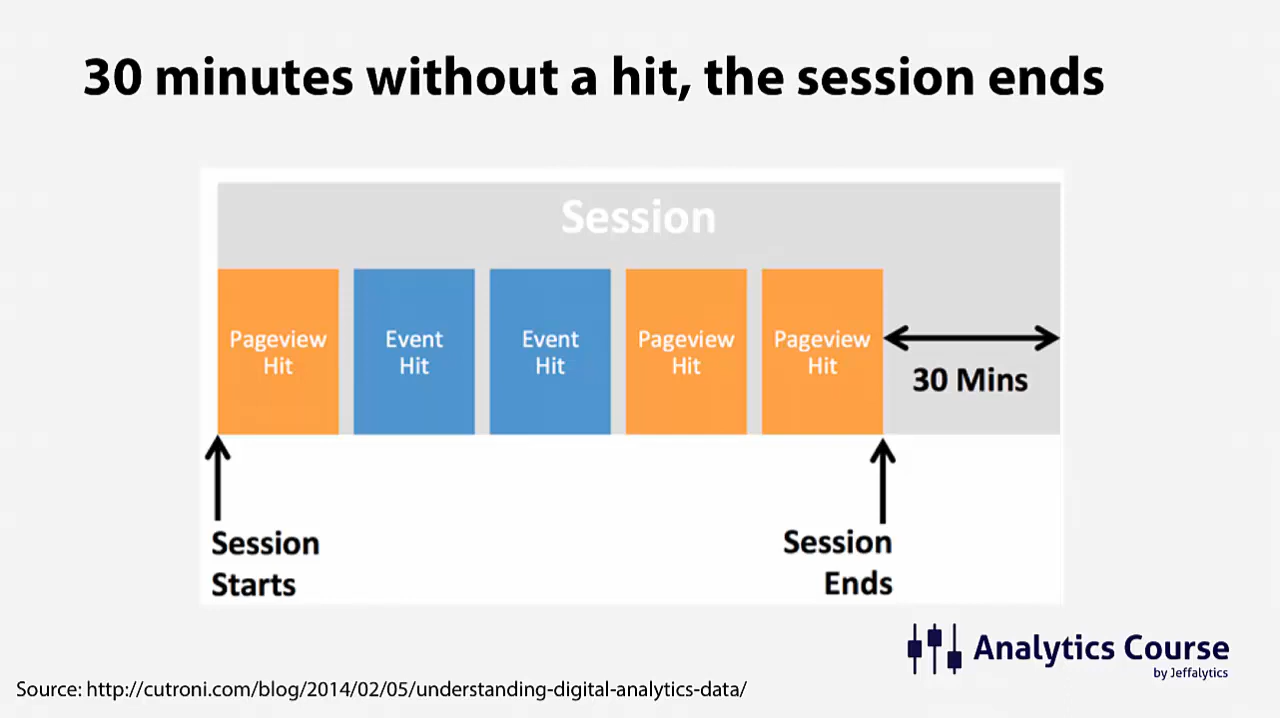 30 minutes without a hit, the session ends
Session
Pageview
Hit
Event
Hit
Event
Hit
Pageview
Hit
Pageview
Hit
30 Mins
Session
Starts
Session
Ends
Analytics Course
by Jeffalytics
Source: http://cutroni.com/blog/2014/02/05/understanding-digital-analytics-data/